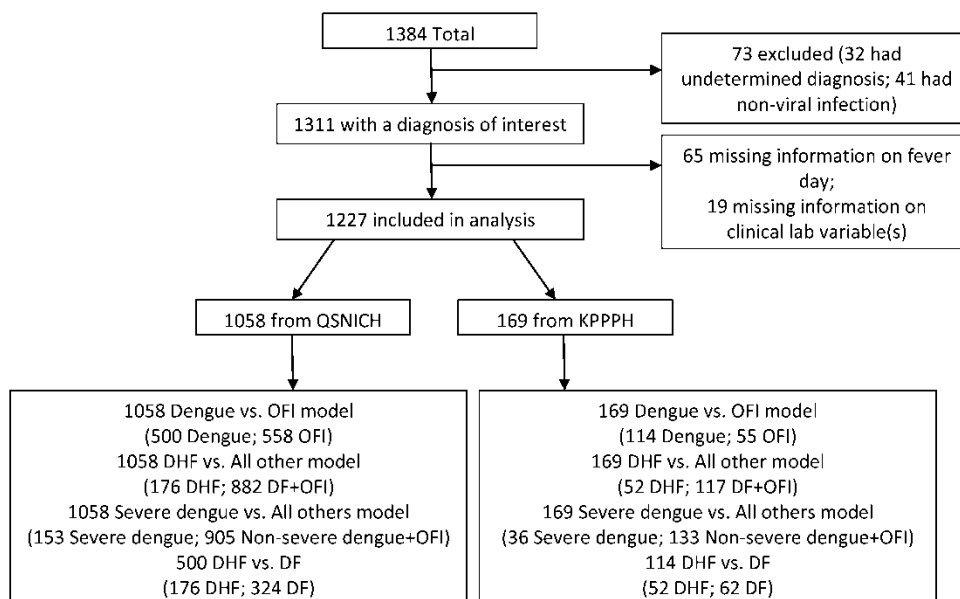 1384 Total
73 excluded (32 had
undetermined diagnosis; 41 had
non-viral infection)
1311 with a diagnosis of interest
65 missing information on fever
day;
19 missing information on
clinical lab variable(s)
1227 included in analysis
1058 from QSNICH
169 from KPPPH
1058 Dengue vs. OFI model
(500 Dengue; 558 OFI)
1058 DHF vs. All other model
(176 DHF; 882 DF+OFI)
1058 Severe dengue vs. All others model
(153 Severe dengue; 905 Non-severe dengue+OFI)
500 DHF vs. DF
(176 DHF; 324 DF)
169 Dengue vs. OFI model
(114 Dengue; 55 OFI)
169 DHF vs. All other model
(52 DHF; 117 DF+OFI)
169 Severe dengue vs. All others model
(36 Severe dengue; 133 Non-severe dengue+OFI)
114 DHF vs. DF
(52 DHF; 62 DF)